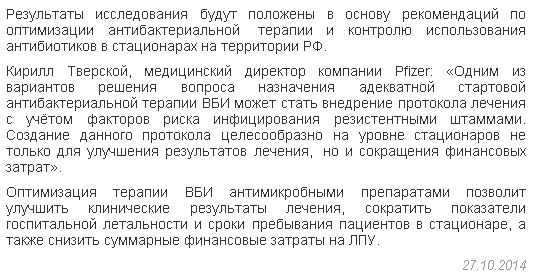 Результаты исследования будут положены в основу рекомендаций по
оптимизации антибактериальной терапии и контролю использования
антибиотиков в стационарах на территории РФ.
Кирилл Тверской, медицинский директор компании Pfizer: «Одним из
вариантов решения вопроса назначения адекватной стартовой
антибактериальной терапии ВБИ может стать внедрение протокола лечения
с учётом факторов риска инфицирования резистентными штаммами.
Создание данного протокола целесообразно на уровне стационаров не
только для улучшения результатов лечения, но и сокращения финансовых
затрат».
Оптимизация терапии ВБИ антимикробными препаратами позволит
улучшить клинические результаты лечения, сократить показатели
госпитальной летальности и сроки пребывания пациентов в стационаре, а
также снизить суммарные финансовые затраты на ЛПУ.
27.10.2014